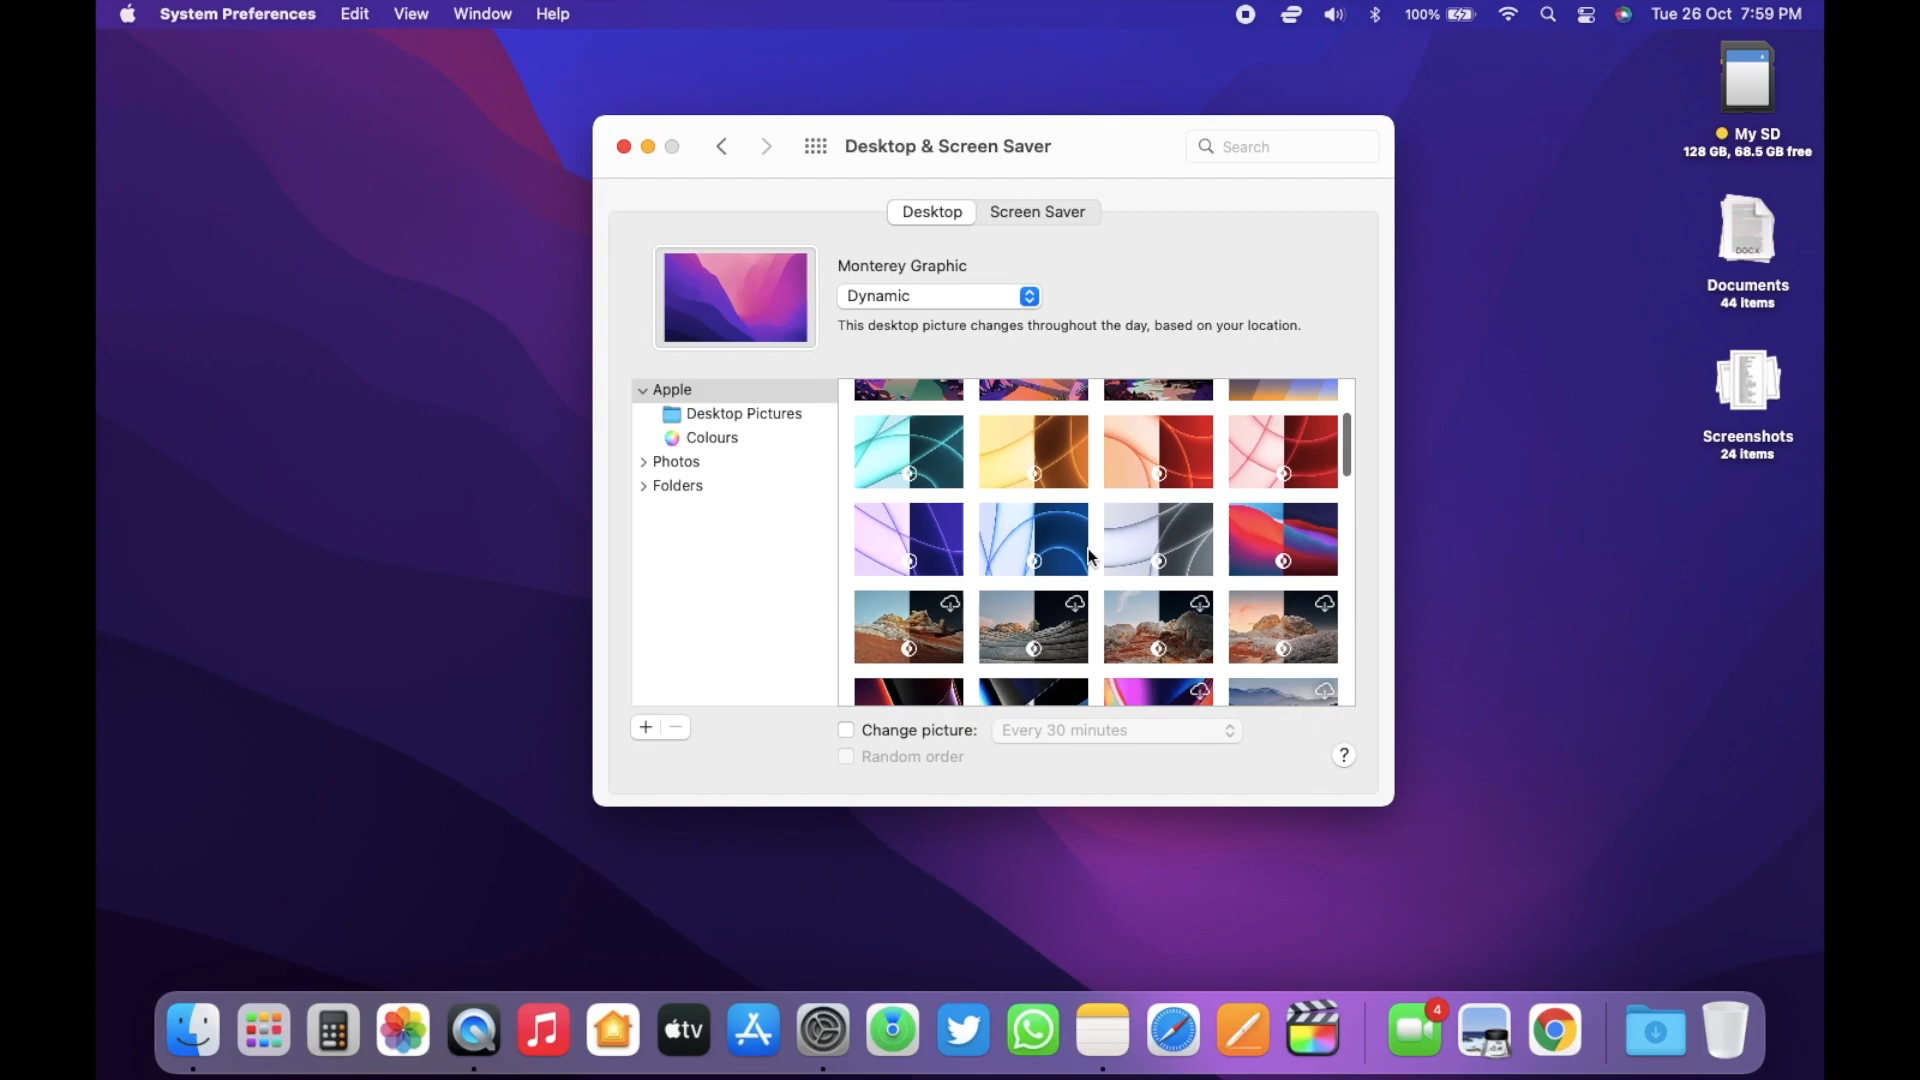 System Preferences Edit View Window Help
100% Tue 26 Oct 7:59 PM
My SD
128 GB, 68.5 GB free
DOCX
Documents
44 items
Screenshots
24 items
Desktop & Screen Saver
Search
Desktop Screen Saver
Monterey Graphic
Dynamic
This desktop picture changes throughout the day, based on your location.
Apple
Desktop Pictures
Colours
Photos
Folders
+ −
Change picture: Every 30 minutes
Random order
?
tv
4